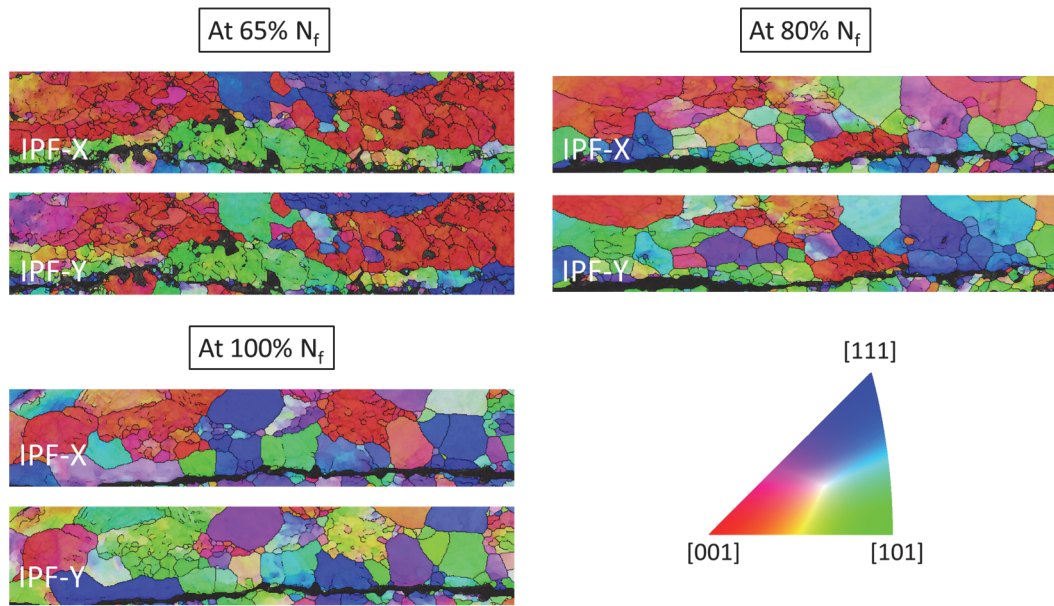 At 65% Nf
At 80% Nf
IPF-X
IPF-X
IPF-Y
IPF-Y
At 100% Nf
[111]
IPF-X
IPF-Y
[001]
[101]